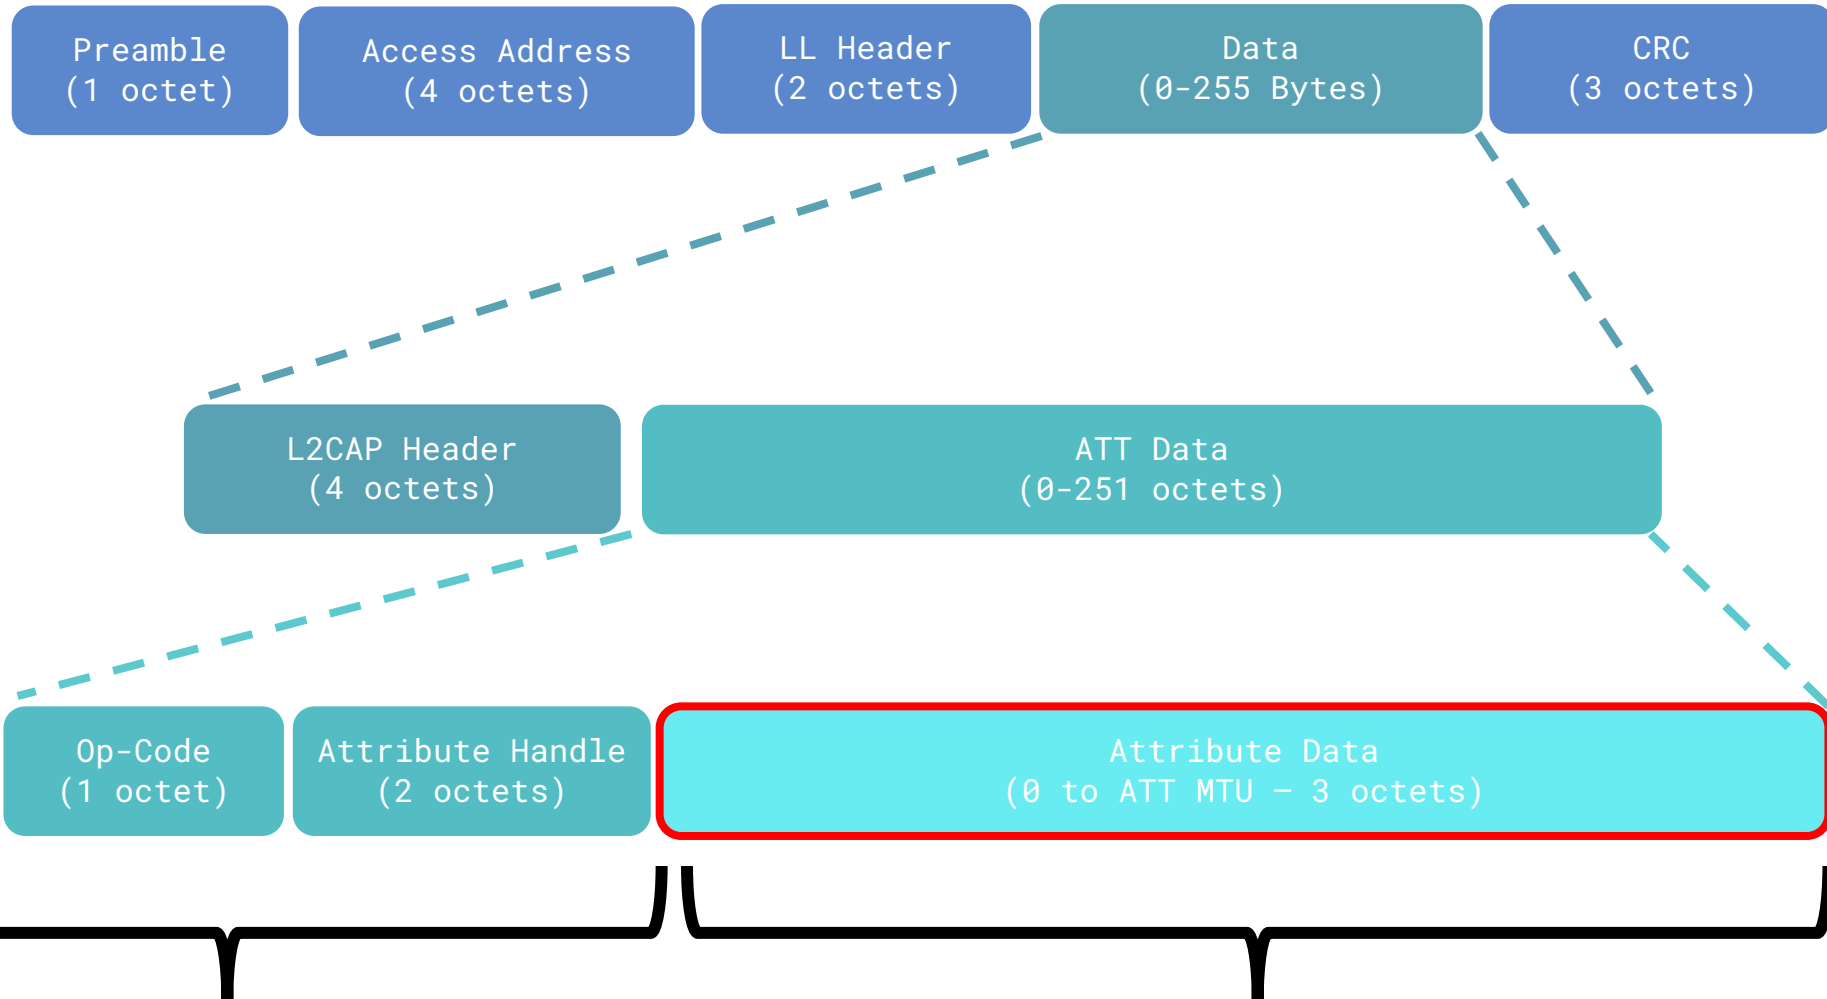 Preamble
(1 octet)
Access Address
(4 octets)
LL Header
(2 octets)
Data
(0-255 Bytes)
CRC
(3 octets)
L2CAP Header
(4 octets)
ATT Data
(0-251 octets)
Op-Code
(1 octet)
Attribute Handle
(2 octets)
Attribute Data
(0 to ATT MTU – 3 octets)